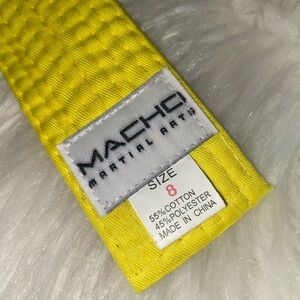 MACHO
MARTIAL ARTS
SIZE
8
55%COTTON
45%POLYESTER
MADE IN CHINA